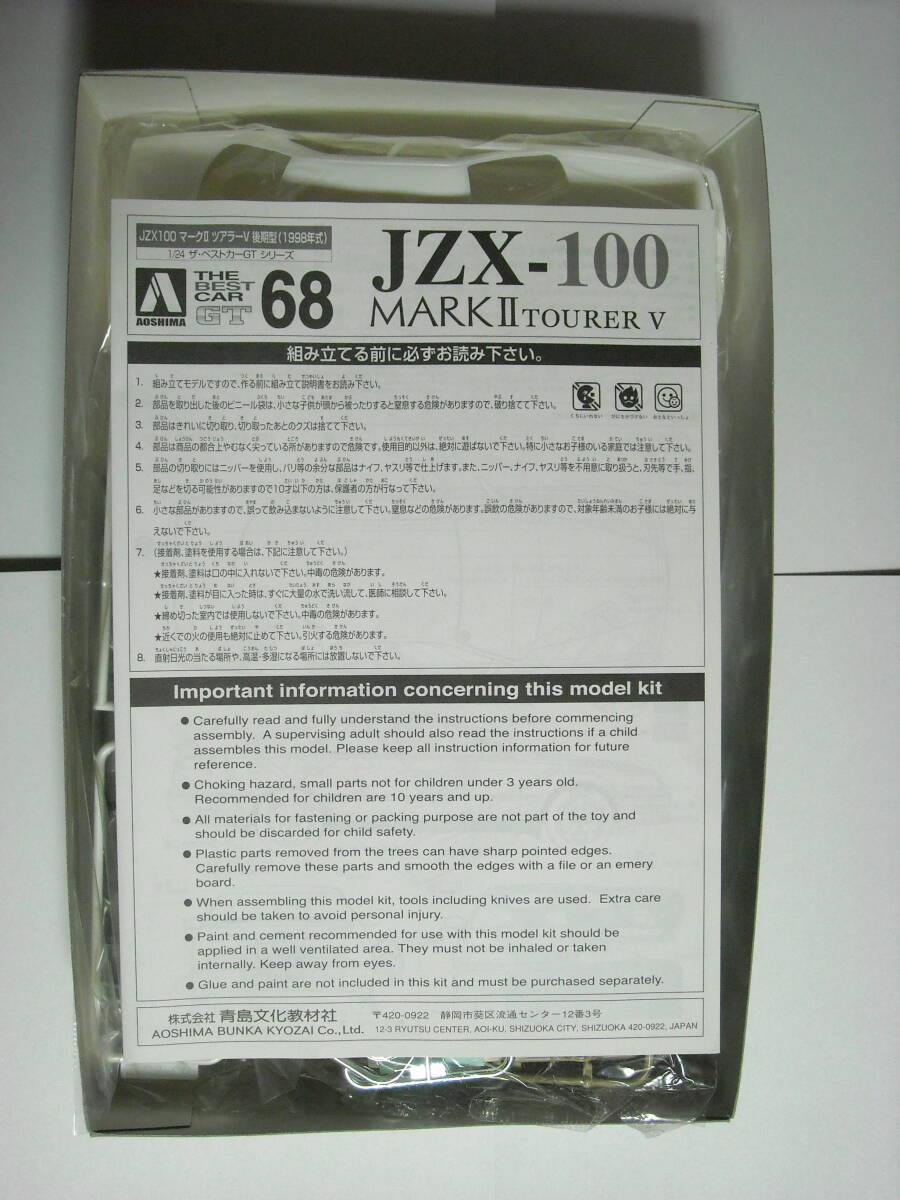 JZX100 マークⅡ ツアラーV 後期型(1998年式)
1/24 ザ・ベストカーGT シリーズ
AOSHIMA
THE
BEST
CAR
GT
68
JZX-100
MARKⅡ TOURER V
組み立てる前に必ずお読み下さい。
1. 組み立てモデルですので、作る前に組み立て説明書をお読み下さい。
2. 部品を取り出した後のビニール袋は、小さな子供が頭から被ったりすると窒息する危険がありますので、破り捨てて下さい。
くちにいれない
かにをかざさない
おとなといっしょ
3. 部品はきれいに切り取り、切り取ったあとのクズは捨てて下さい。
4. 部品は商品の都合上やむなく尖っている所がありますので危険です。使用目的以外は、絶対に遊ばないで下さい。特に小さなお子様のいる家庭では注意して下さい。
5. 部品の切り取りにはニッパーを使用し、バリ等の余分な部品はナイフ、ヤスリ等で仕上げます。また、ニッパー、ナイフ、ヤスリ等を不用意に取り扱うと、刃先等で手、指、
足などを切る可能性がありますので10才以下の方は、保護者の方が行なって下さい。
6. 小さな部品がありますので、誤って飲み込まないように注意して下さい。窒息などの危険があります。誤飲の危険がありますので、対象年齢未満のお子様には絶対に与
えないで下さい。
7. (接着剤、塗料を使用する場合は、下記に注意して下さい。)
★接着剤、塗料は口の中に入れないで下さい。中毒の危険があります。
★接着剤、塗料が目に入った時は、すぐに大量の水で洗い流して、医師に相談して下さい。
★締め切った室内では使用しないで下さい。中毒の危険があります。
★近くでの火の使用も絶対に止めて下さい。引火する危険があります。
8. 直射日光の当たる場所や、高温・多湿になる場所には放置しないで下さい。
Important information concerning this model kit
● Carefully read and fully understand the instructions before commencing
assembly. A supervising adult should also read the instructions if a child
assembles this model. Please keep all instruction information for future
reference.
● Choking hazard, small parts not for children under 3 years old.
Recommended for children are 10 years and up.
● All materials for fastening or packing purpose are not part of the toy and
should be discarded for child safety.
● Plastic parts removed from the trees can have sharp pointed edges.
Carefully remove these parts and smooth the edges with a file or an emery
board.
● When assembling this model kit, tools including knives are used. Extra care
should be taken to avoid personal injury.
● Paint and cement recommended for use with this model kit should be
applied in a well ventilated area. They must not be inhaled or taken
internally. Keep away from eyes.
● Glue and paint are not included in this kit and must be purchased separately.
株式会社 青島文化教材社 〒420-0922 静岡市葵区流通センター12番3号
AOSHIMA BUNKA KYOZAI Co.,Ltd. 12-3 RYUTSU CENTER, AOI-KU, SHIZUOKA CITY, SHIZUOKA 420-0922, JAPAN